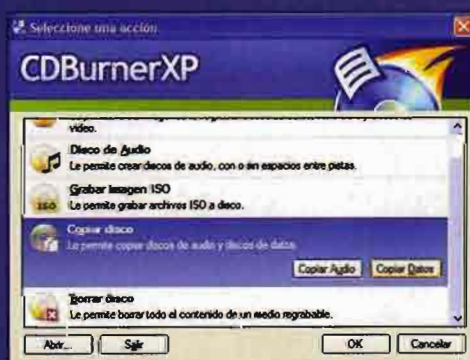 Seleccione una acción
CDBurnerXP
video.
Disco de Audio
Le permite crear discos de audio, con o sin espacios entre pistas.
Grabar Imagen ISO
ISO Le permite grabar archivos ISO a disco.
Copiar disco
Le permite copiar discos de audio y discos de datos.
Copiar Audio Copiar Datos
Borrar disco
Le permite borrar todo el contenido de un medio regrabable.
Abrir... Salir OK Cancelar